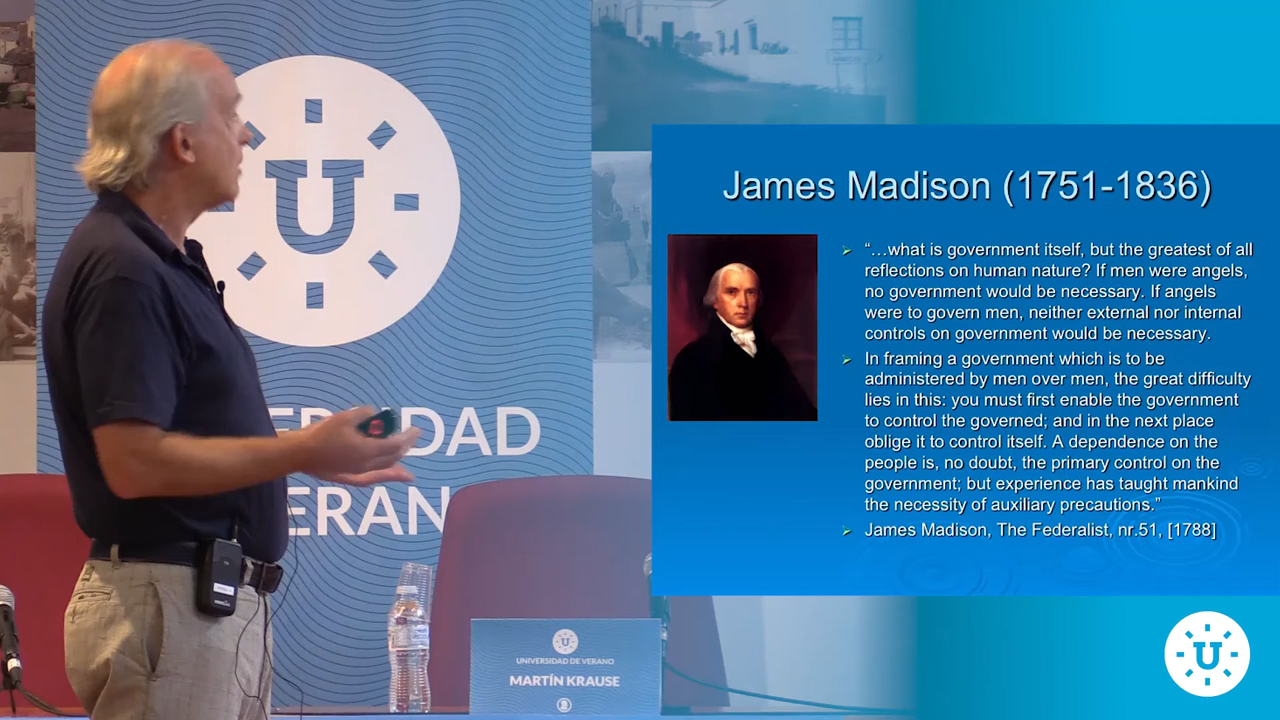 U
ERSIDAD
ERAN
UNIVERSIDAD DE VERANO
MARTÍN KRAUSE
James Madison (1751-1836)
“…what is government itself, but the greatest of all
reflections on human nature? If men were angels,
no government would be necessary. If angels
were to govern men, neither external nor internal
controls on government would be necessary.
In framing a government which is to be
administered by men over men, the great difficulty
lies in this: you must first enable the government
to control the governed; and in the next place
oblige it to control itself. A dependence on the
people is, no doubt, the primary control on the
government; but experience has taught mankind
the necessity of auxiliary precautions.”
James Madison, The Federalist, nr.51, [1788]
U